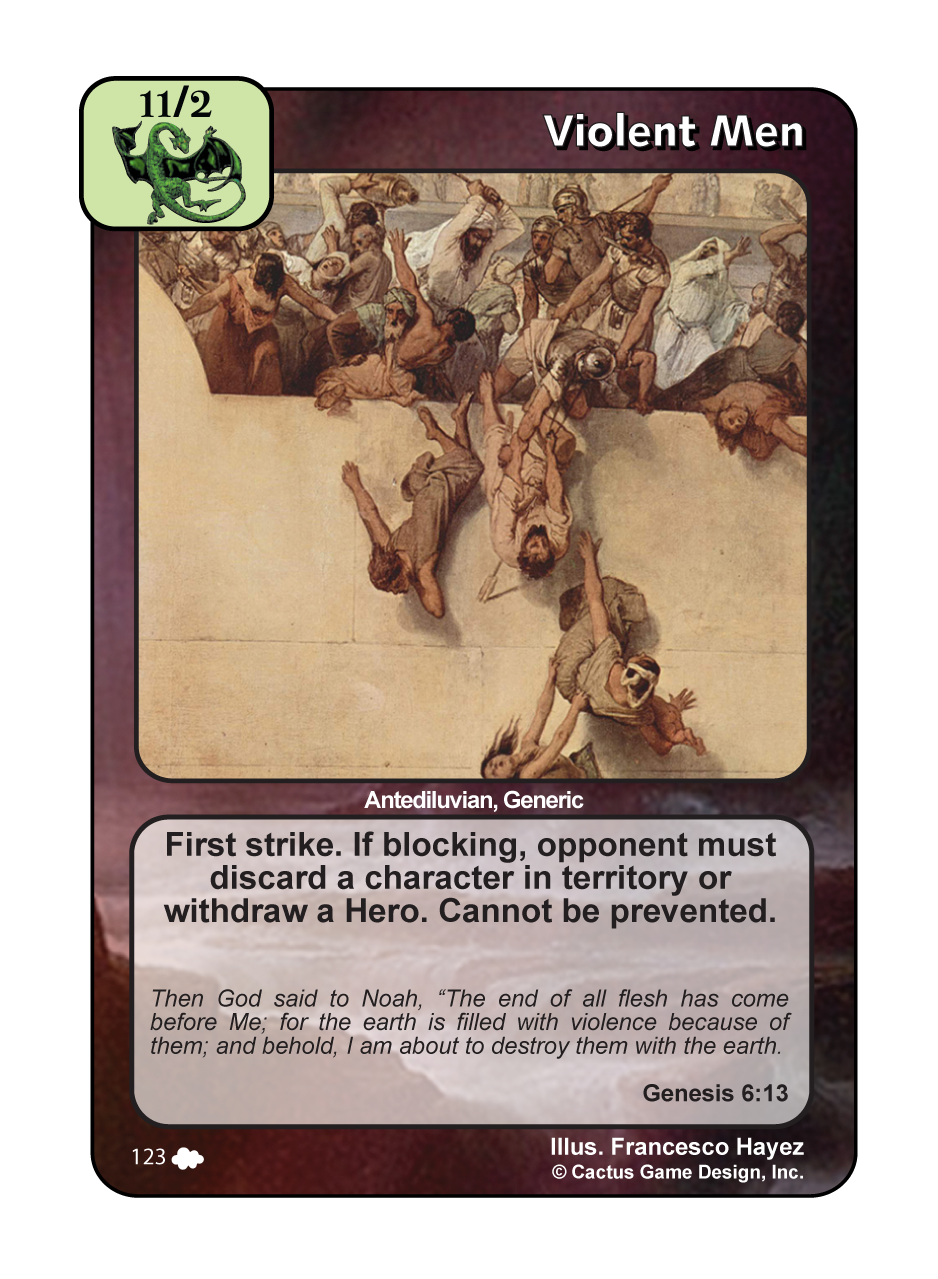 11/2
Violent Men
Antediluvian, Generic
First strike. If blocking, opponent must
discard a character in territory or
withdraw a Hero. Cannot be prevented.
Then God said to Noah, “The end of all flesh has come
before Me; for the earth is filled with violence because of
them; and behold, I am about to destroy them with the earth.
Genesis 6:13
123
Illus. Francesco Hayez
© Cactus Game Design, Inc.